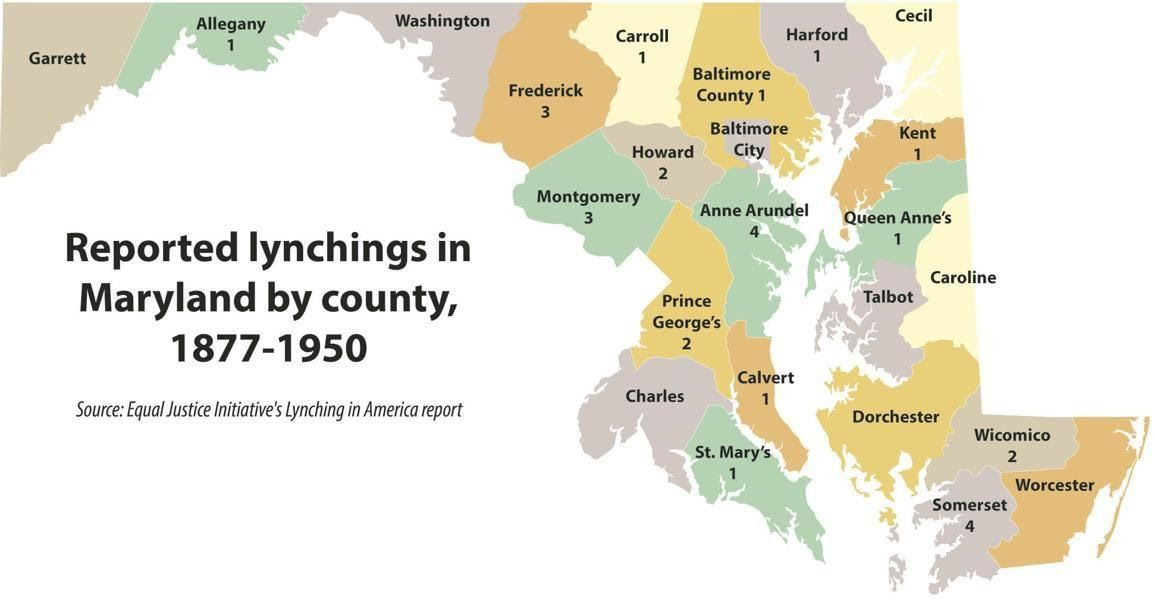 Garrett
Allegany
1
Washington
Frederick
3
Carroll
1
Baltimore
County 1
Baltimore
City
Harford
1
Cecil
Kent
1
Howard
2
Montgomery
3
Anne Arundel
4
Queen Anne's
1
Caroline
Talbot
Prince
George's
2
Calvert
1
Charles
St. Mary's
1
Dorchester
Wicomico
2
Worcester
Somerset
4
Reported lynchings in
Maryland by county,
1877-1950
Source: Equal Justice Initiative's Lynching in America report